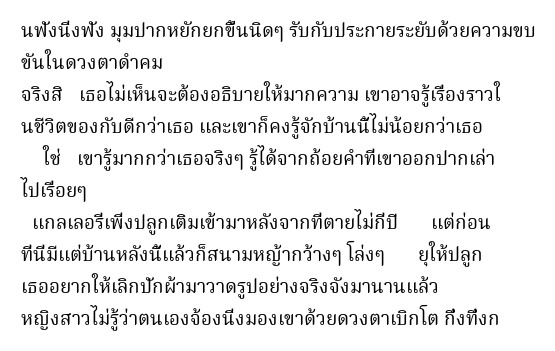 นฟังนึงฟัง มุมปากหยักยกขึ้นนิดๆ รับกับประกายระยับด้วยความขบ
ขันในดวงตาดำคม
จริงสิ เธอไม่เห็นจะต้องอธิบายให้มากความ เขาอาจรู้เรื่องราวใ
นชีวิตของกับดีกว่าเธอ และเขาก็คงรู้จักบ้านนี้ไม่น้อยกว่าเธอ
ใช่ เขารู้มากกว่าเธอจริงๆ รู้ได้จากถ้อยคำที่เขาออกปากเล่า
ไปเรื่อยๆ
แกลเลอรี่เพิ่งปลูกเติมเข้ามาหลังจากที่ตายไม่กี่ปี แต่ก่อน
ที่นี่มีแต่บ้านหลังนี้แล้วก็สนามหญ้ากว้างๆ โล่งๆ ยุให้ปลูก
เธออยากให้เลิกปักผ้ามาวาดรูปอย่างจริงจังมานานแล้ว
หญิงสาวไม่รู้ว่าตนเองจ้องนึงมองเขาด้วยดวงตาเบิกโต กึ่งทึ่งก